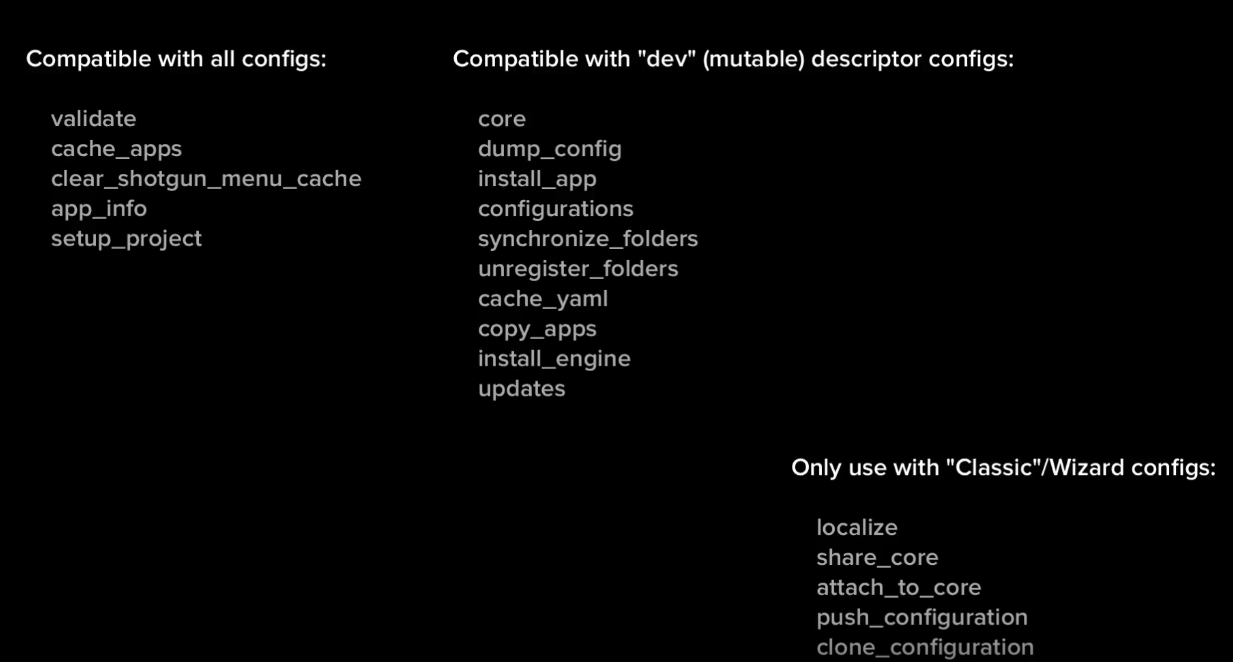 Compatible with all configs:
validate
cache_apps
clear_shotgun_menu_cache
app_info
setup_project
Compatible with "dev" (mutable) descriptor configs:
core
dump_config
install_app
configurations
synchronize_folders
unregister_folders
cache_yaml
copy_apps
install_engine
updates
Only use with "Classic"/Wizard configs:
localize
share_core
attach_to_core
push_configuration
clone_configuration